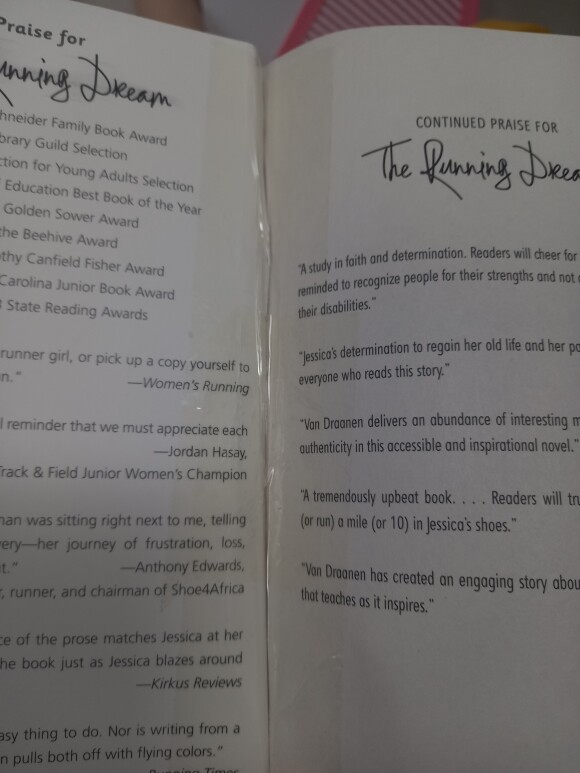 Praise for
unning Dream
hneider Family Book Award
brary Guild Selection
ction for Young Adults Selection
Education Best Book of the Year
Golden Sower Award
the Beehive Award
thy Canfield Fisher Award
Carolina Junior Book Award
State Reading Awards
runner girl, or pick up a copy yourself to
n."
—Women's Running
l reminder that we must appreciate each
—Jordan Hasay,
Track & Field Junior Women's Champion
man was sitting right next to me, telling
ery—her journey of frustration, loss,
t."
—Anthony Edwards,
r, runner, and chairman of Shoe4Africa
ce of the prose matches Jessica at her
he book just as Jessica blazes around
—Kirkus Reviews
asy thing to do. Nor is writing from a
n pulls both off with flying colors."
Running Times
CONTINUED PRAISE FOR
The Running Drea
"A study in faith and determination. Readers will cheer for
reminded to recognize people for their strengths and not
their disabilities."
"Jessica's determination to regain her old life and her pa
everyone who reads this story."
"Van Draanen delivers an abundance of interesting m
authenticity in this accessible and inspirational novel."
"A tremendously upbeat book. . . . Readers will tru
(or run) a mile (or 10) in Jessica's shoes."
"Van Draanen has created an engaging story abou
that teaches as it inspires."